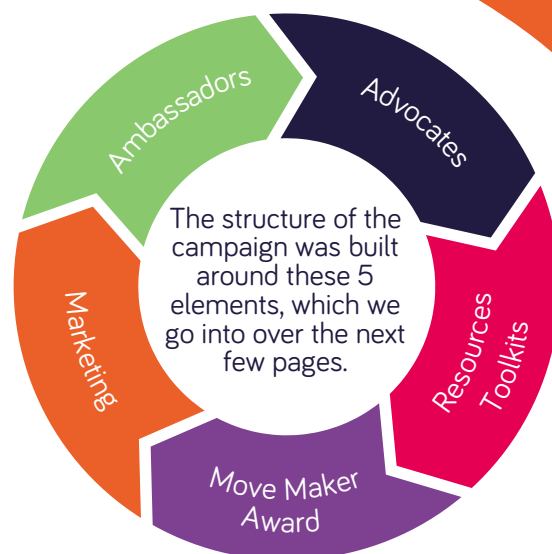 Ambassadors
Advocates
Resources
Toolkits
Move Maker
Award
Marketing
The structure of the
campaign was built
around these 5
elements, which we
go into over the next
few pages.